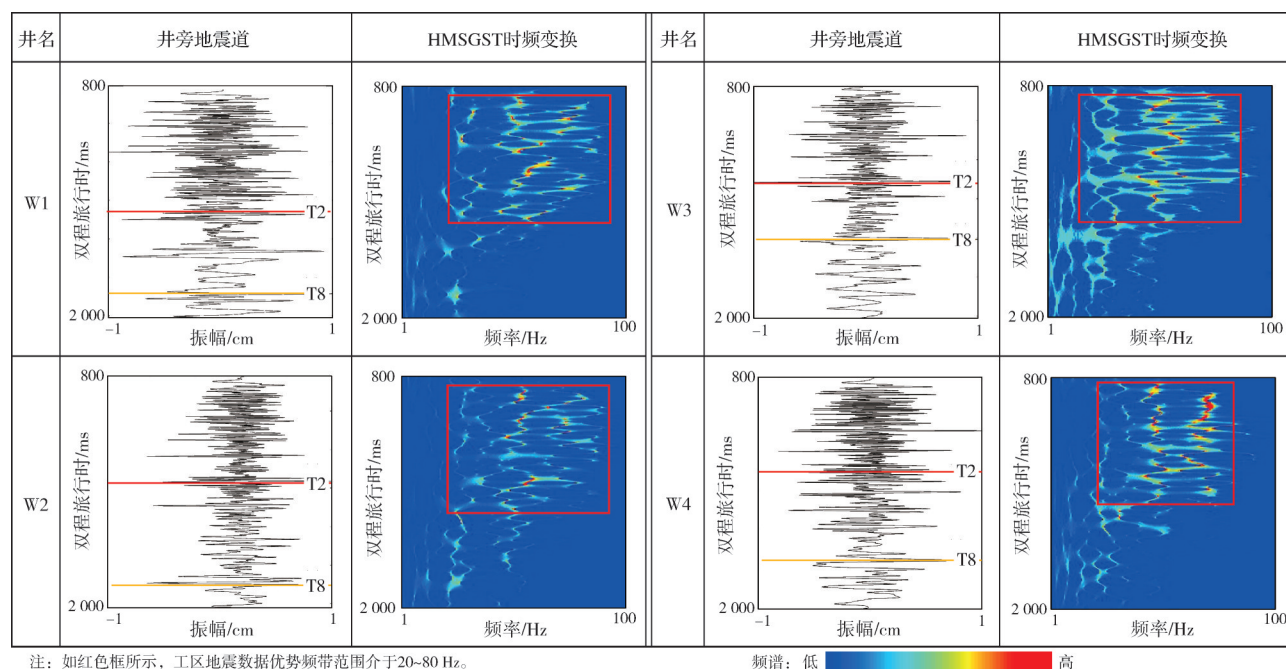 井名 井旁地震道 HMSGST时频变换 井名 井旁地震道 HMSGST时频变换
W1
双程旅行时/ms
800
T2
T8
2 000
-1 振幅/cm 1
双程旅行时/ms
800
2 000
1 频率/Hz 100
W3
双程旅行时/ms
800
T2
T8
2 000
-1 振幅/cm 1
双程旅行时/ms
800
2 000
1 频率/Hz 100
W2
双程旅行时/ms
800
T2
T8
2 000
-1 振幅/cm 1
双程旅行时/ms
800
2 000
1 频率/Hz 100
W4
双程旅行时/ms
800
T2
T8
2 000
-1 振幅/cm 1
双程旅行时/ms
800
2 000
1 频率/Hz 100
注：如红色框所示，工区地震数据优势频带范围介于20~80 Hz。
频谱：低 高